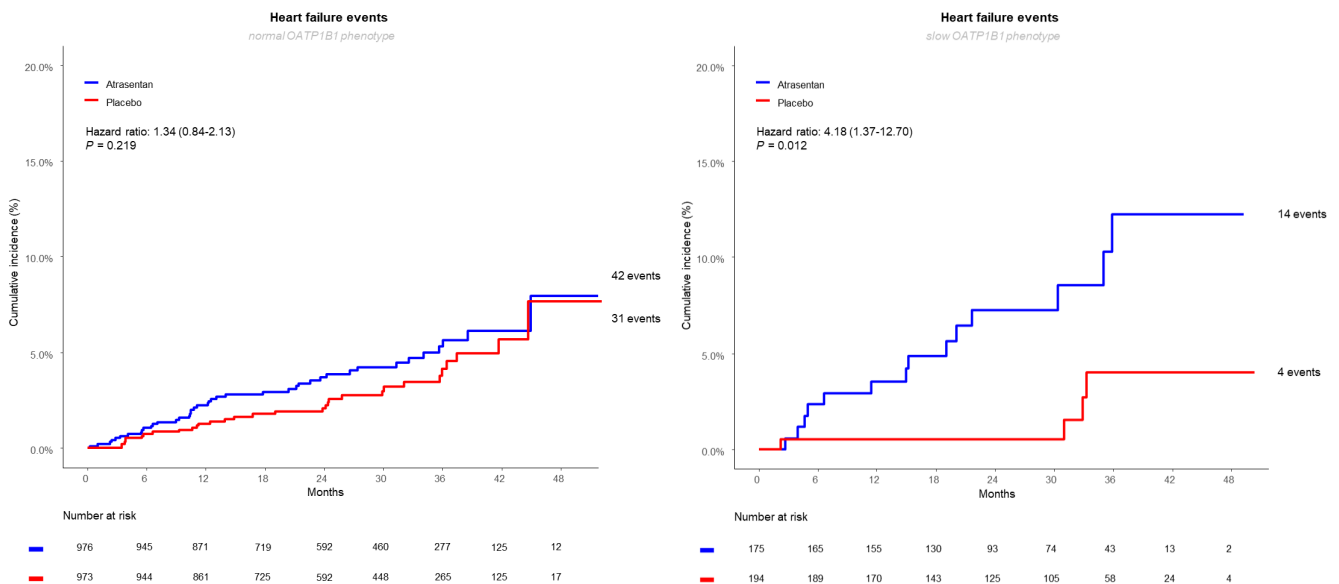 Heart failure events
normal OATP1B1 phenotype
20.0%
15.0%
10.0%
5.0%
0.0%
Cumulative incidence (%)
Atrasentan
Placebo
Hazard ratio: 1.34 (0.84-2.13)
P = 0.219
42 events
31 events
0 6 12 18 24 30 36 42 48
Months
Number at risk
976 945 871 719 592 460 277 125 12
973 944 861 725 592 448 265 125 17
Heart failure events
slow OATP1B1 phenotype
20.0%
15.0%
10.0%
5.0%
0.0%
Cumulative incidence (%)
Atrasentan
Placebo
Hazard ratio: 4.18 (1.37-12.70)
P = 0.012
14 events
4 events
0 6 12 18 24 30 36 42 48
Months
Number at risk
175 165 155 130 93 74 43 13 2
194 189 170 143 125 105 58 24 4